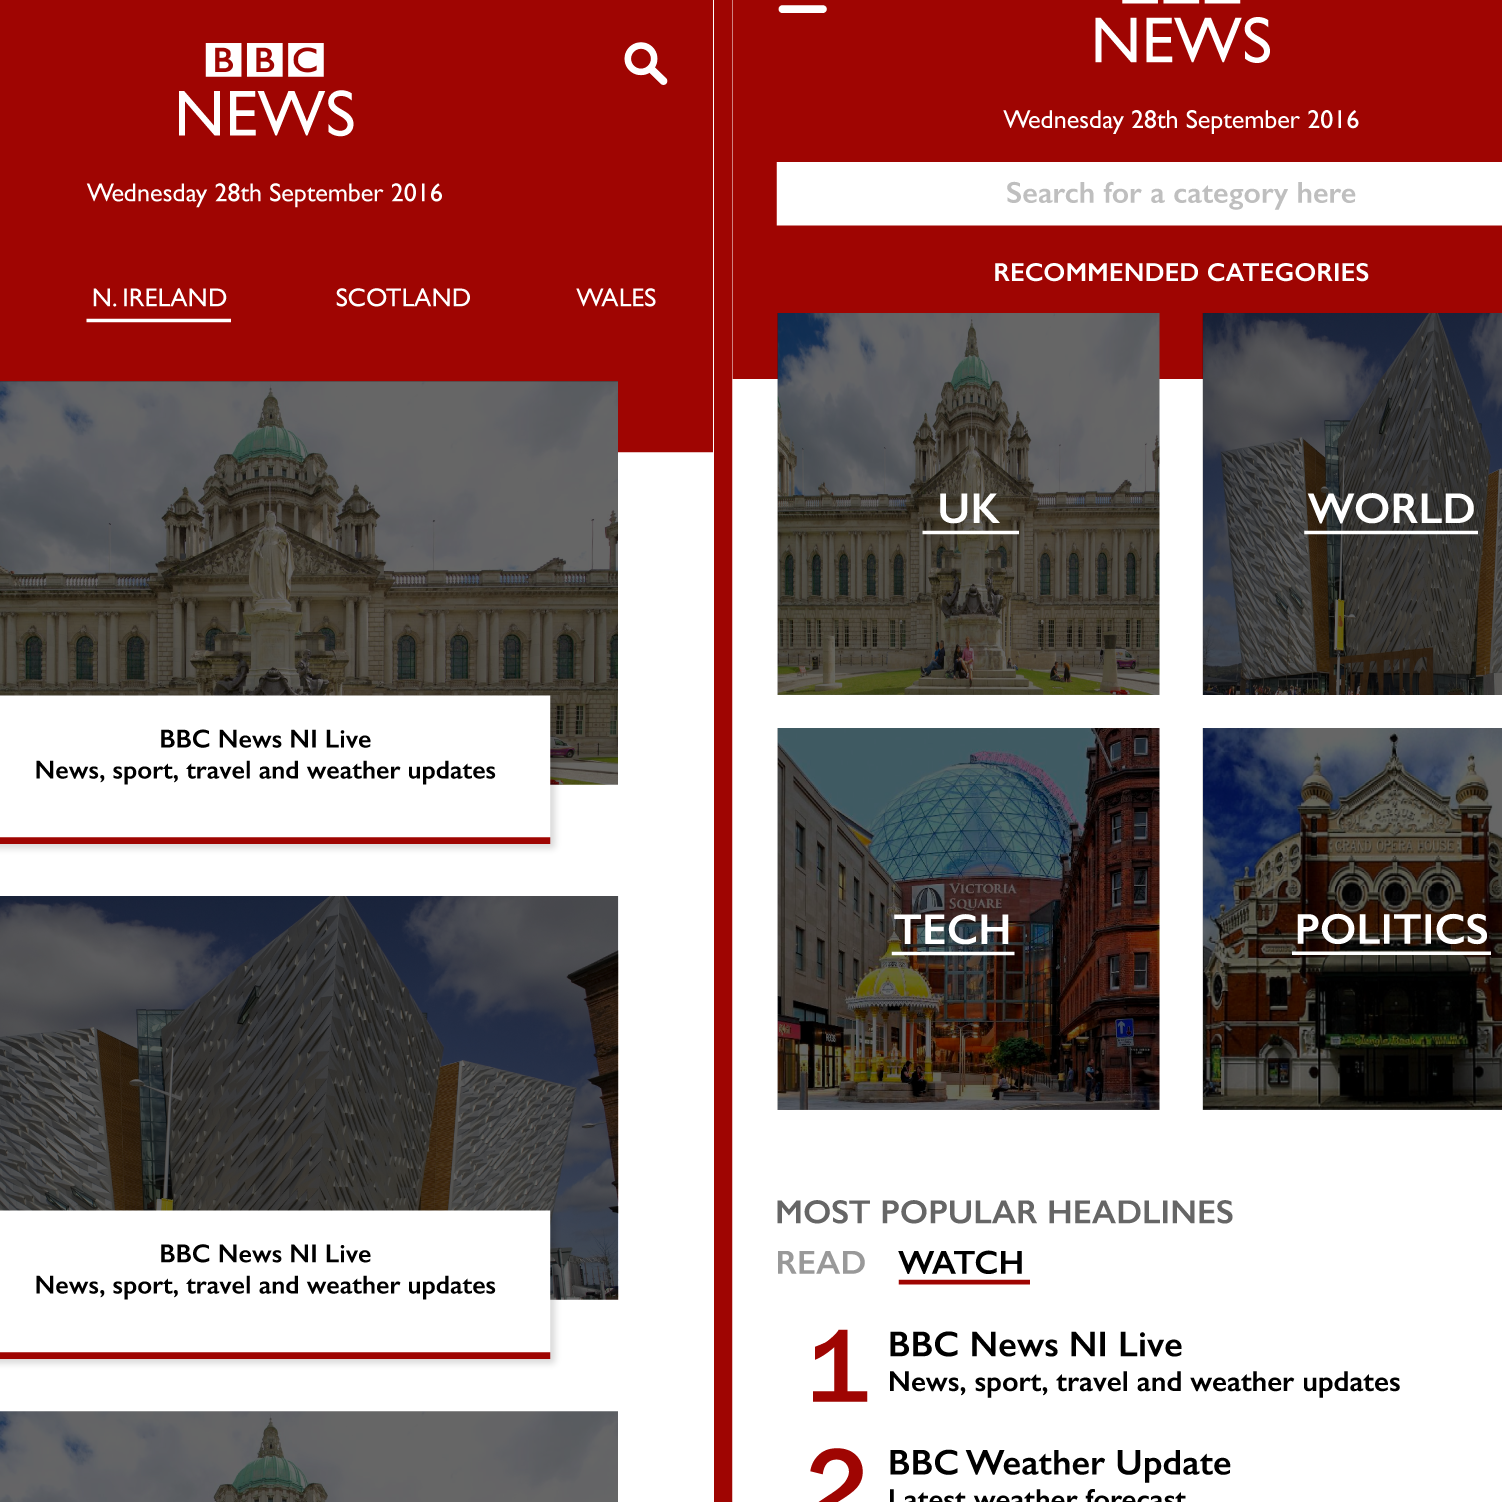 BBC
NEWS
Wednesday 28th September 2016
N. IRELAND
SCOTLAND
WALES
BBC News NI Live
News, sport, travel and weather updates
BBC News NI Live
News, sport, travel and weather updates
NEWS
Wednesday 28th September 2016
Search for a category here
RECOMMENDED CATEGORIES
UK
WORLD
VICTORIA
SQUARE
TECH
GRAND OPERA HOUSE
POLITICS
MOST POPULAR HEADLINES
READ WATCH
1 BBC News NI Live
News, sport, travel and weather updates
2 BBC Weather Update
Latest weather forecast